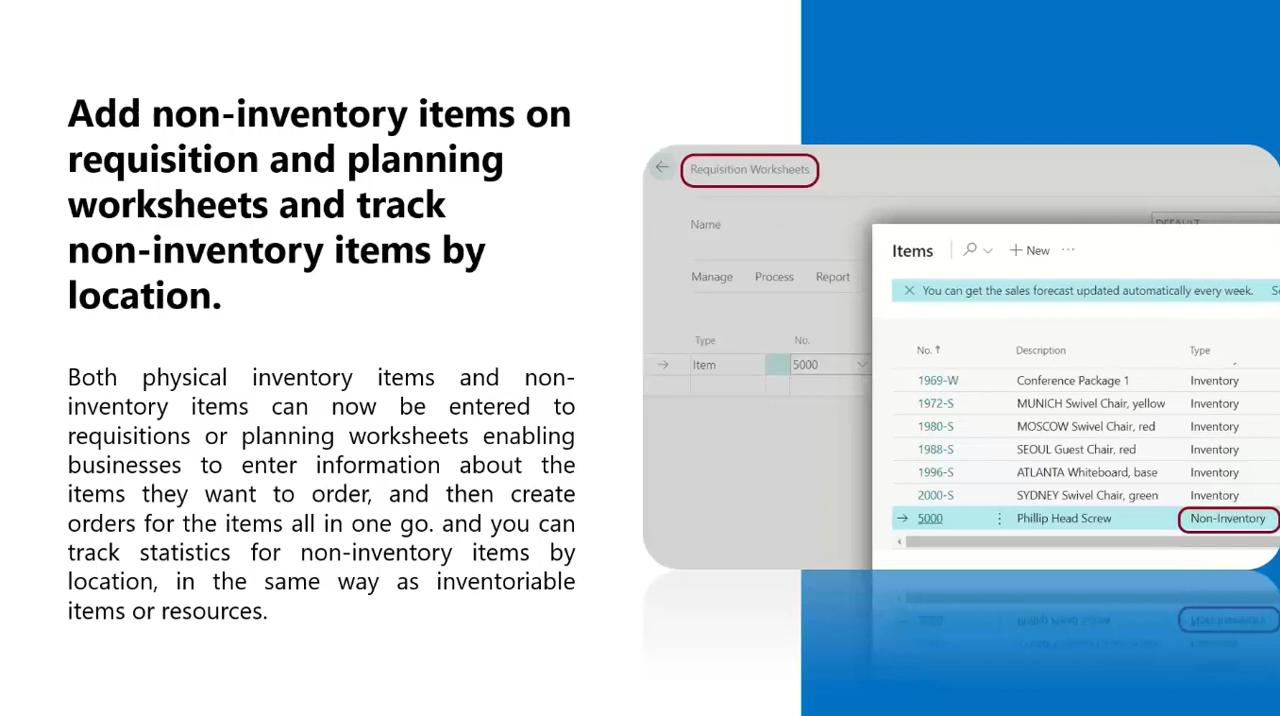 Add non-inventory items on
requisition and planning
worksheets and track
non-inventory items by
location.
Both physical inventory items and non-
inventory items can now be entered to
requisitions or planning worksheets enabling
businesses to enter information about the
items they want to order, and then create
orders for the items all in one go. and you can
track statistics for non-inventory items by
location, in the same way as inventoriable
items or resources.
Requisition Worksheets
Name
DEFAULT
Manage Process Report
Type No.
Item 5000
Items + New ...
You can get the sales forecast updated automatically every week.
No. ↑ Description Type
1969-W Conference Package 1 Inventory
1972-S MUNICH Swivel Chair, yellow Inventory
1980-S MOSCOW Swivel Chair, red Inventory
1988-S SEOUL Guest Chair, red Inventory
1996-S ATLANTA Whiteboard, base Inventory
2000-S SYDNEY Swivel Chair, green Inventory
5000 Phillip Head Screw Non-Inventory